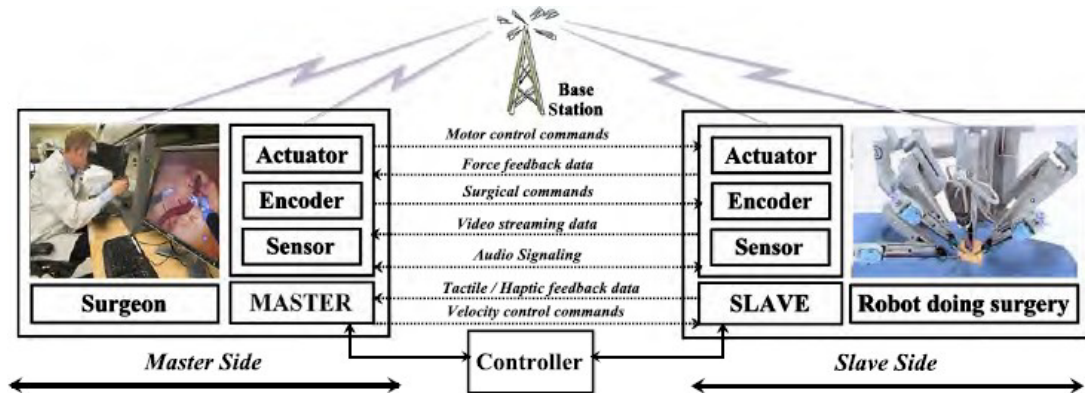 Base
Station
Motor control commands
Actuator
Force feedback data
Actuator
Encoder
Surgical commands
Encoder
Video streaming data
Sensor
Sensor
Audio Signaling
Surgeon
MASTER
Tactile / Haptic feedback data
SLAVE
Robot doing surgery
Velocity control commands
Master Side
Controller
Slave Side